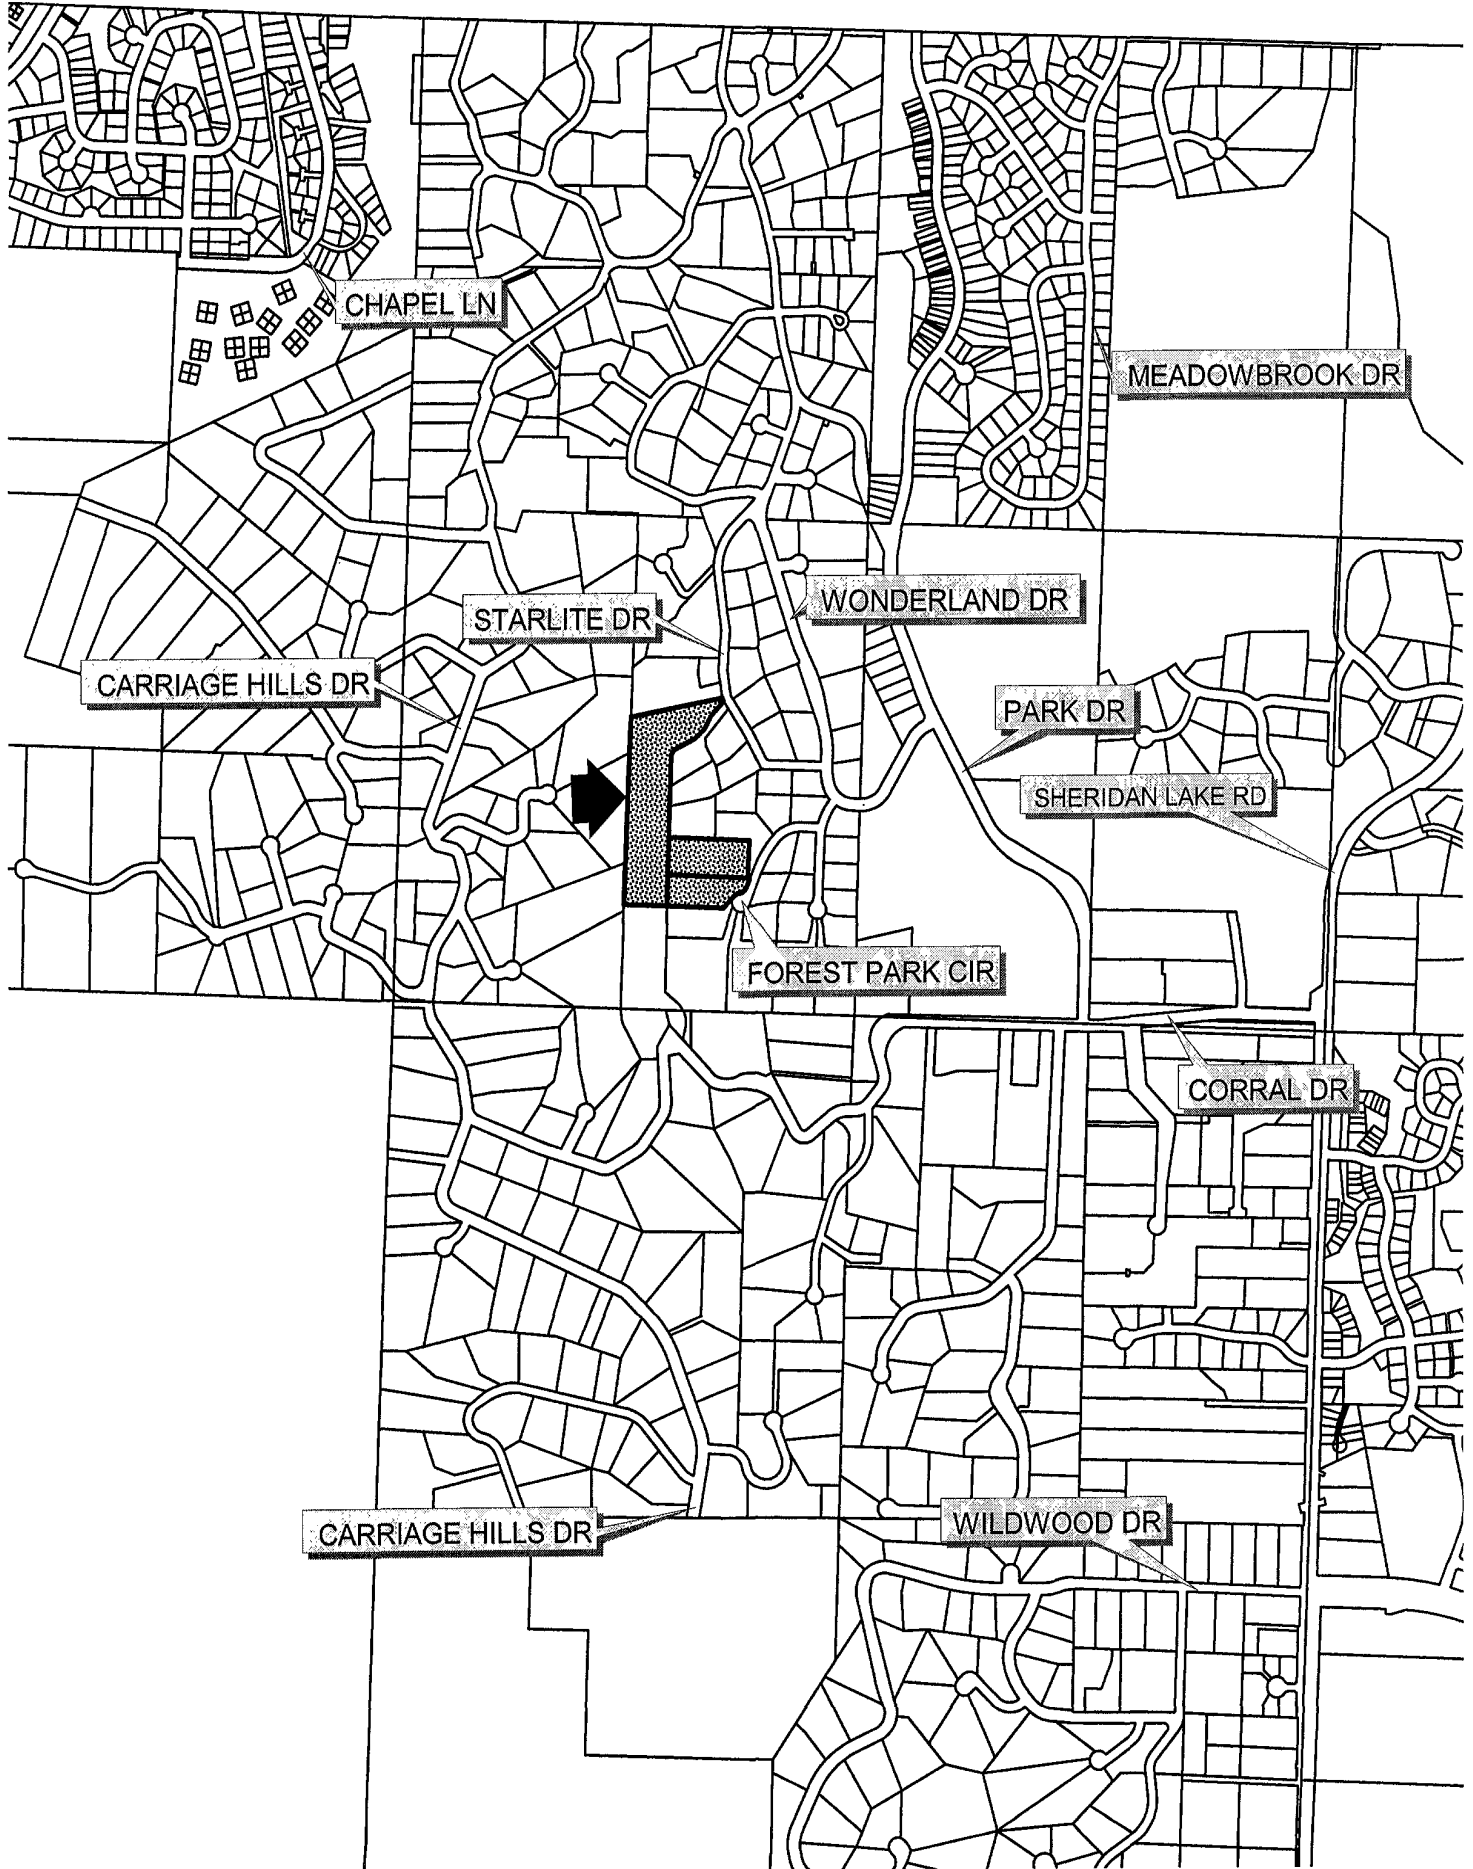 CHAPEL LN
MEADOWBROOK DR
WONDERLAND DR
STARLITE DR
CARRIAGE HILLS DR
PARK DR
SHERIDAN LAKE RD
FOREST PARK CIR
CORRAL DR
CARRIAGE HILLS DR
WILDWOOD DR